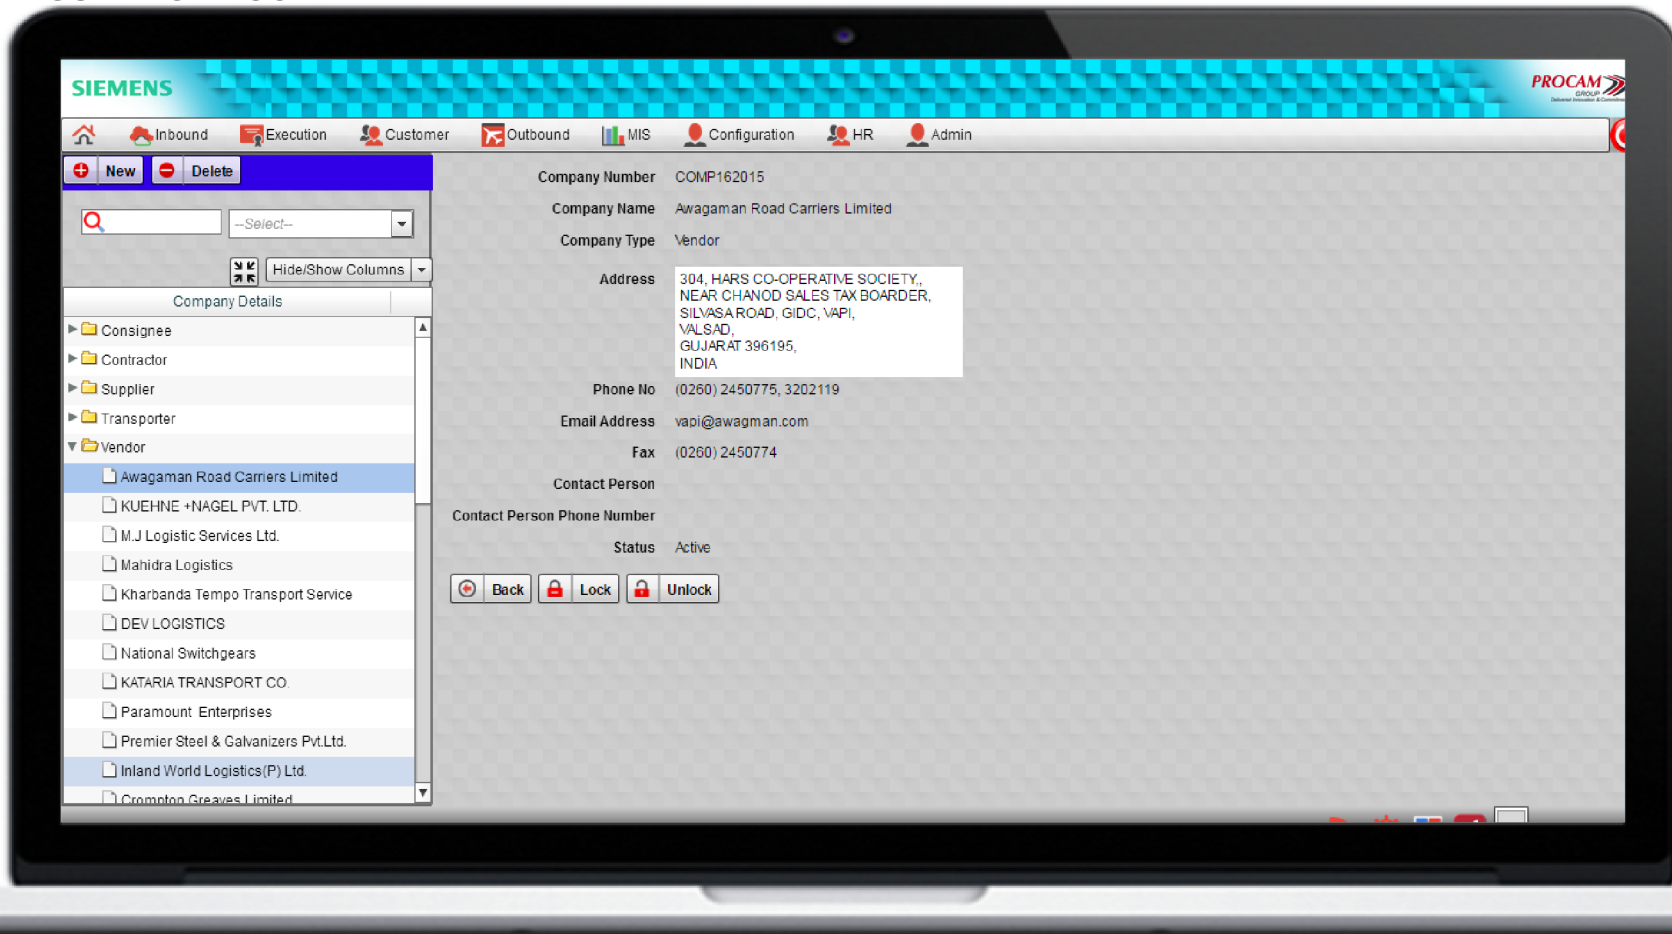 SIEMENS
PROCAM
GROUP
Inbound Execution Customer Outbound MIS Configuration HR Admin
New Delete
--Select--
Hide/Show Columns
Company Details
Consignee
Contractor
Supplier
Transporter
Vendor
Awagaman Road Carriers Limited
KUEHNE +NAGEL PVT. LTD.
M.J Logistic Services Ltd.
Mahidra Logistics
Kharbanda Tempo Transport Service
DEV LOGISTICS
National Switchgears
KATARIA TRANSPORT CO.
Paramount Enterprises
Premier Steel & Galvanizers Pvt.Ltd.
Inland World Logistics(P) Ltd.
Crompton Greaves Limited
Company Number COMP162015
Company Name Awagaman Road Carriers Limited
Company Type Vendor
Address 304, HARS CO-OPERATIVE SOCIETY,,
NEAR CHANOD SALES TAX BOARDER,
SILVASA ROAD, GIDC, VAPI,
VALSAD,
GUJARAT 396195,
INDIA
Phone No (0260) 2450775, 3202119
Email Address vapi@awagman.com
Fax (0260) 2450774
Contact Person
Contact Person Phone Number
Status Active
Back Lock Unlock